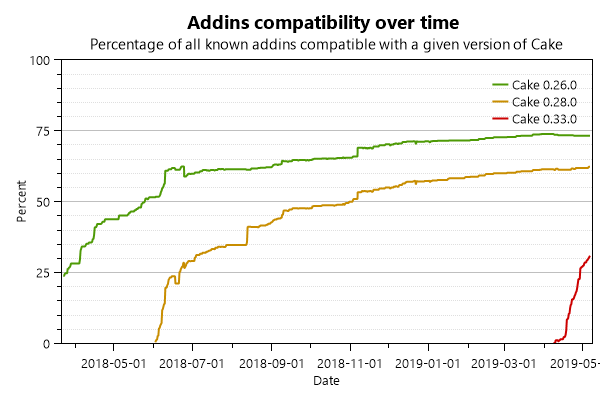 Addins compatibility over time
Percentage of all known addins compatible with a given version of Cake
100
Cake 0.26.0
Cake 0.28.0
Cake 0.33.0
75
Percent
50
25
0
2018-05-01 2018-07-01 2018-09-01 2018-11-01 2019-01-01 2019-03-01 2019-05-
Date